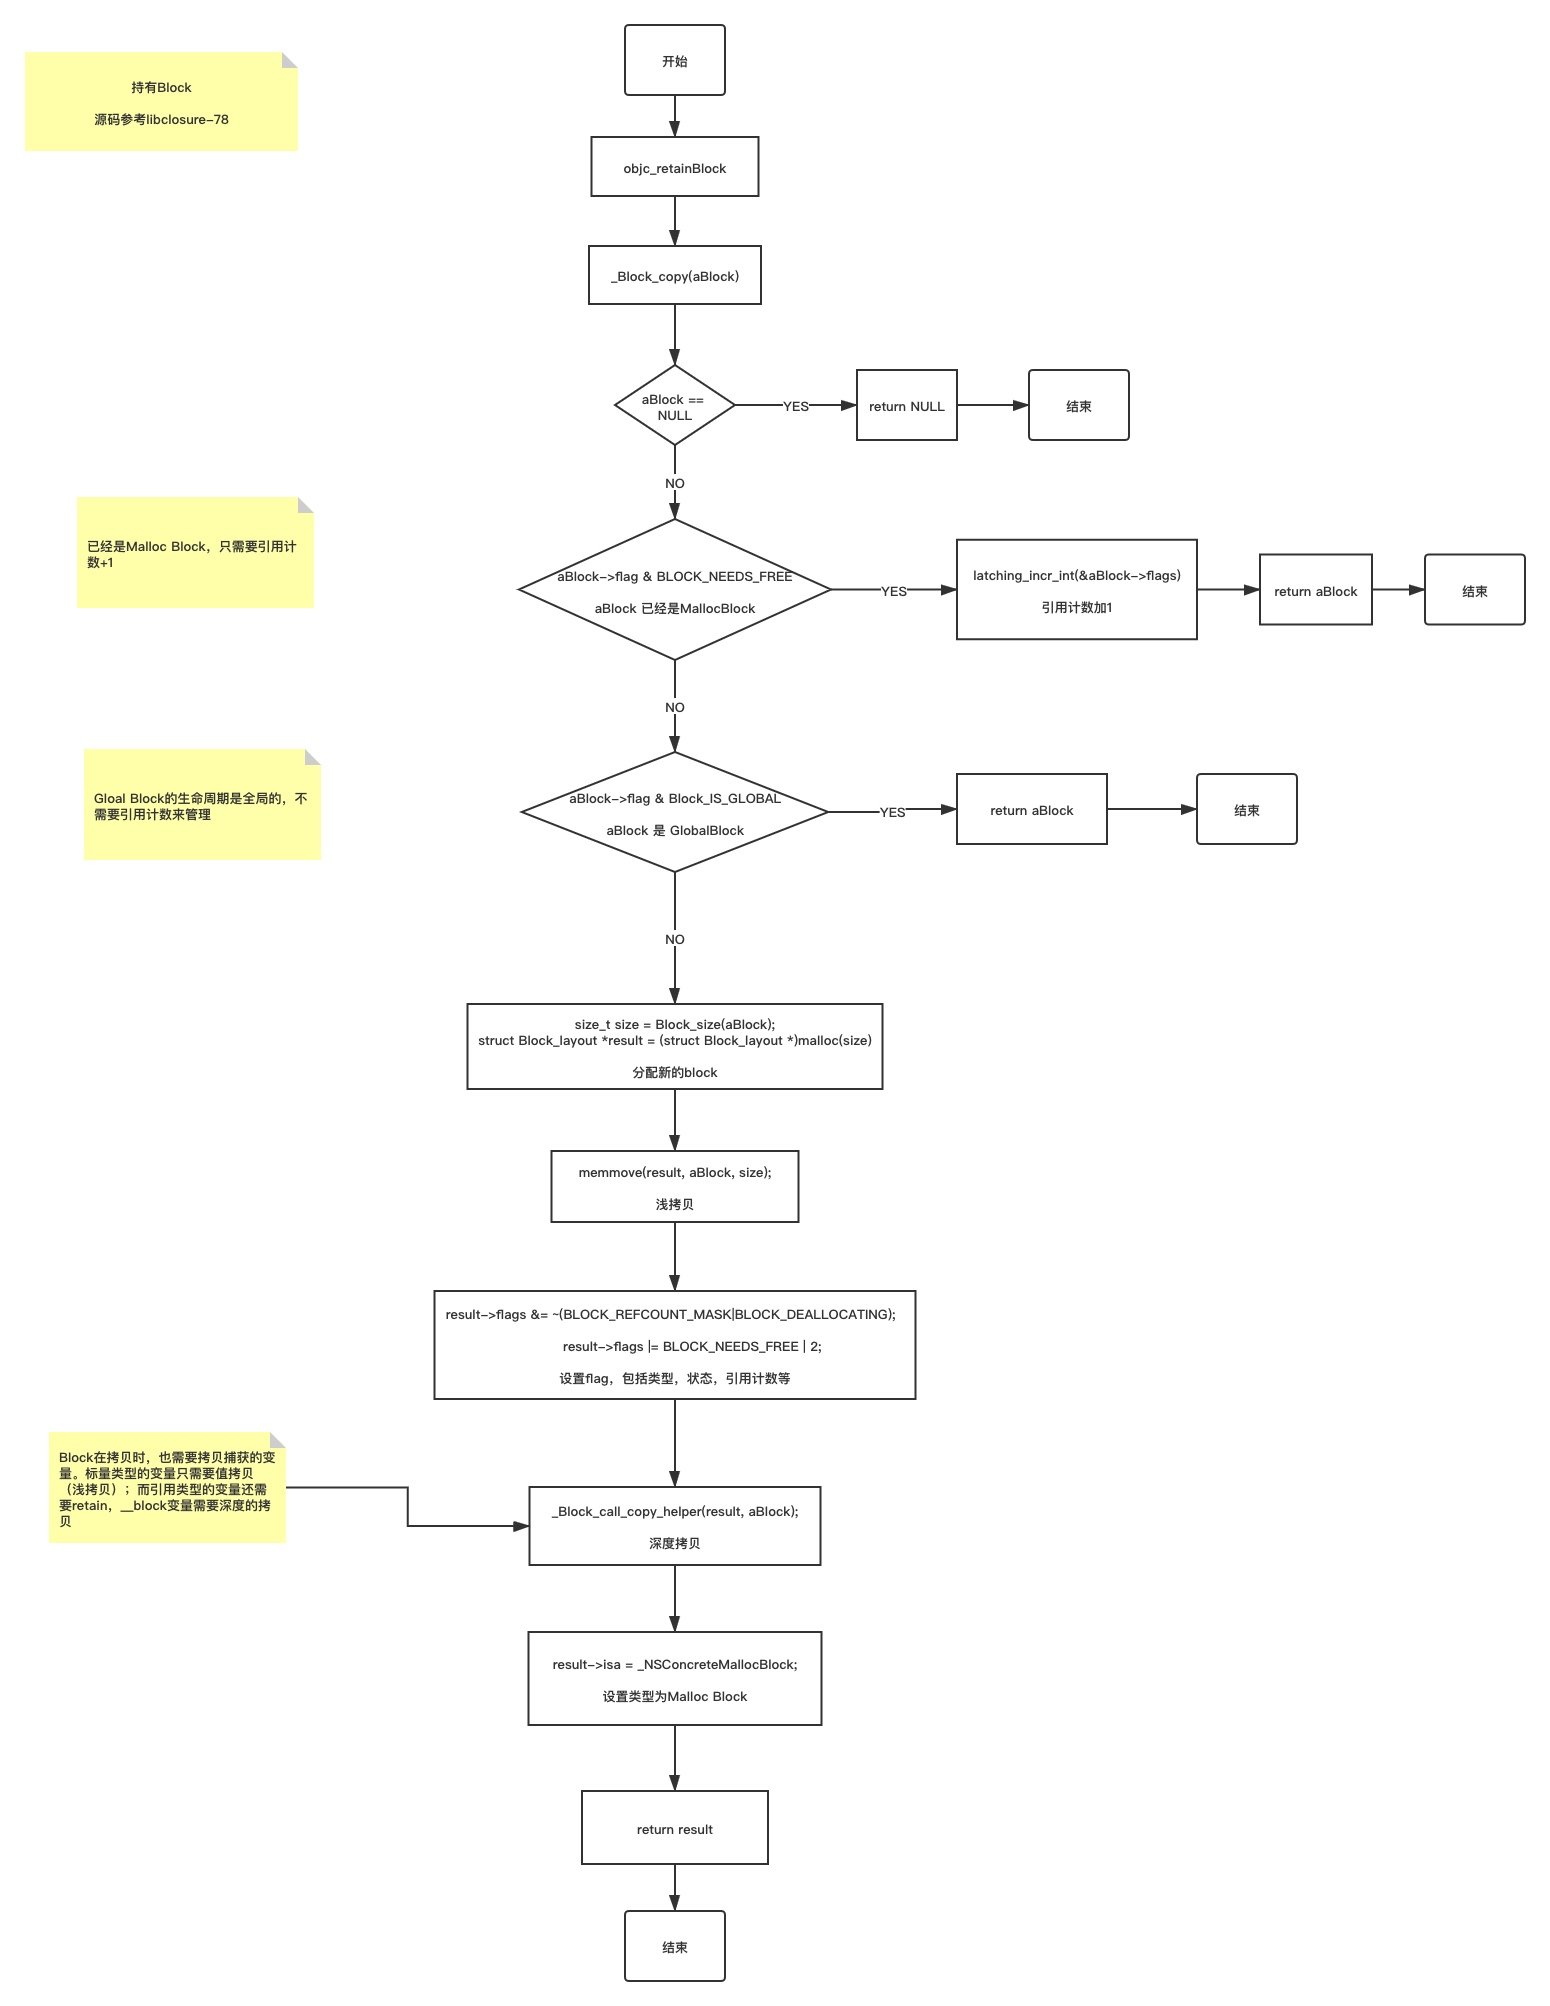 开始
持有Block
源码参考libclosure-78
objc_retainBlock
_Block_copy(aBlock)
aBlock ==
NULL
YES
return NULL
结束
NO
已经是Malloc Block，只需要引用计
数+1
aBlock->flag & BLOCK_NEEDS_FREE
aBlock 已经是MallocBlock
YES
latching_incr_int(&aBlock->flags)
引用计数加1
return aBlock
结束
NO
Gloal Block的生命周期是全局的，不
需要引用计数来管理
aBlock->flag & Block_IS_GLOBAL
aBlock 是 GlobalBlock
YES
return aBlock
结束
NO
size_t size = Block_size(aBlock);
struct Block_layout *result = (struct Block_layout *)malloc(size)
分配新的block
memmove(result, aBlock, size);
浅拷贝
result->flags &= ~(BLOCK_REFCOUNT_MASK|BLOCK_DEALLOCATING);
result->flags |= BLOCK_NEEDS_FREE | 2;
设置flag，包括类型，状态，引用计数等
Block在拷贝时，也需要拷贝捕获的变
量。标量类型的变量只需要值拷贝
（浅拷贝）；而引用类型的变量还需
要retain，__block变量需要深度的拷
贝
_Block_call_copy_helper(result, aBlock);
深度拷贝
result->isa = _NSConcreteMallocBlock;
设置类型为Malloc Block
return result
结束